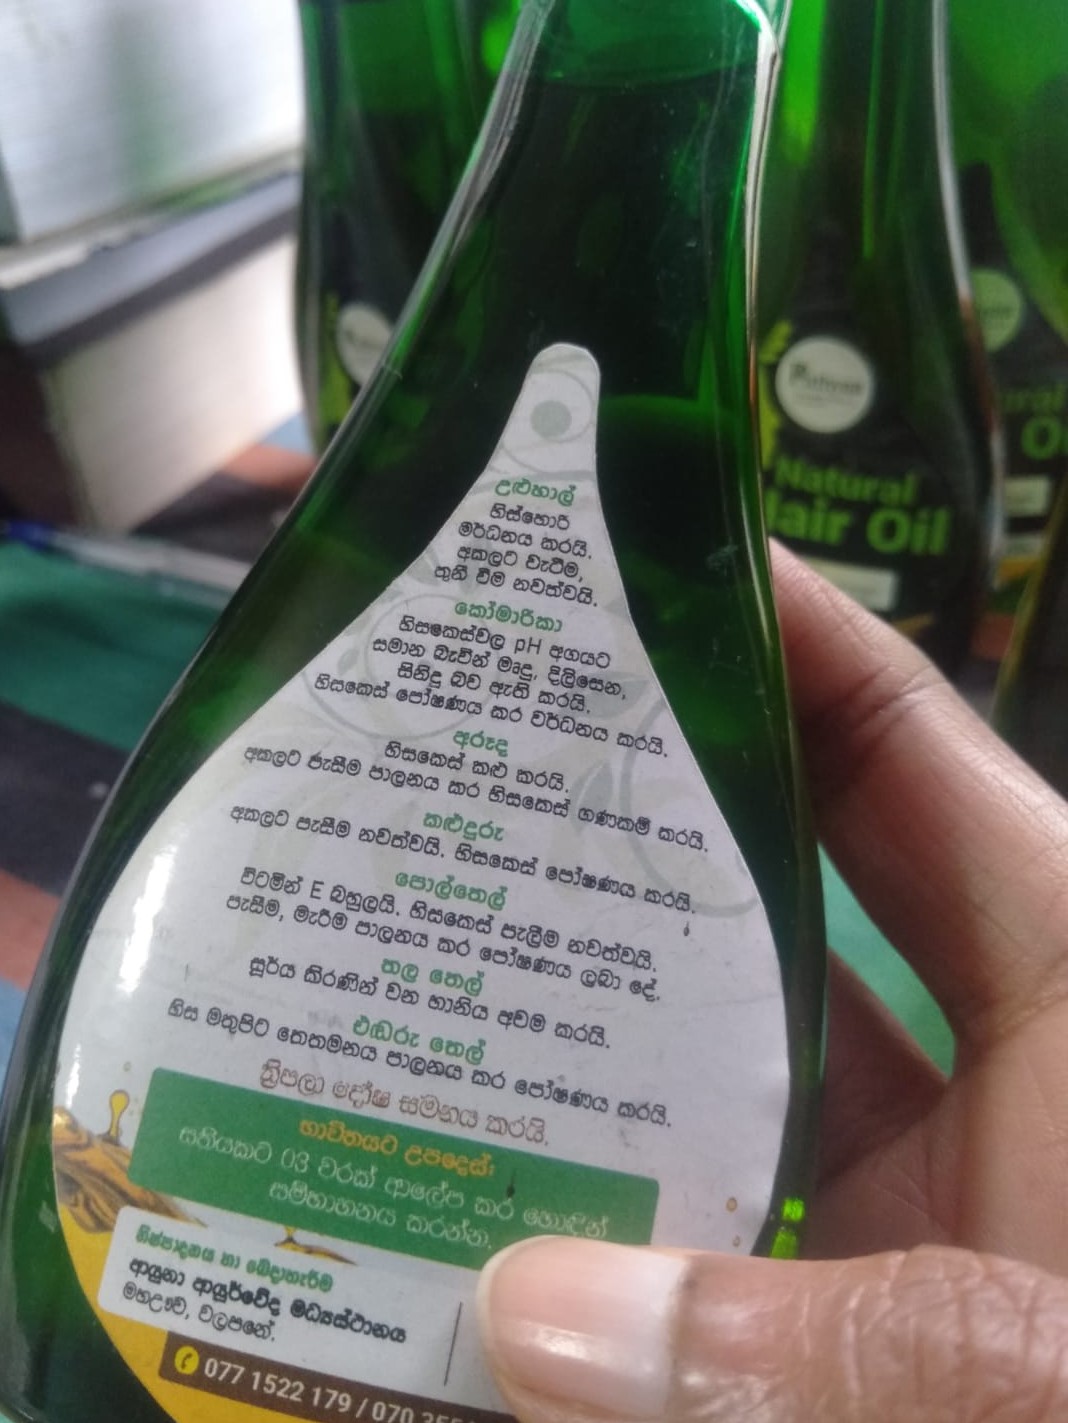 උළුහාල්
හිස්හොරි
මර්ධනය කරයි.
අකලට වැටීම,
තුනී වීම නවත්වයි.
කෝමාරිකා
හිසකෙස්වල pH අගයට
සමාන බැවින් මෘදු, දිලිසෙන,
සිනිඳු බව ඇති කරයි.
හිසකෙස් පෝෂණය කර වර්ධනය කරයි.
අරූද
හිසකෙස් කළු කරයි.
අකලට පැසීම පාලනය කර හිසකෙස් ගණකම් කරයි.
කළුදුරු
අකලට පැසීම නවත්වයි. හිසකෙස් පෝෂණය කරයි.
පොල්තෙල්
විටමින් E බහුලයි. හිසකෙස් පැලීම නවත්වයි.
පැසීම, මැරීම පාලනය කර පෝෂණය ලබා දේ.
තල තෙල්
සූර්ය කිරණින් වන හානිය අවම කරයි.
එඬරු තෙල්
හිස මතුපිට තෙතමනය පාලනය කර පෝෂණය කරයි.
ත්‍රිපලා දෝෂ සමනය කරයි.
භාවිතයට උපදෙස්:
සතියකට 03 වරක් ආලේප කර හොඳින්
සම්භාහනය කරන්න.
නිෂ්පාදනය හා බෙදාහැරීම
ආයුනා ආයුර්වේද මධ්‍යස්ථානය
මහඌව, වලපනේ.
077 1522 179 / 070 355
Natural
Hair Oil